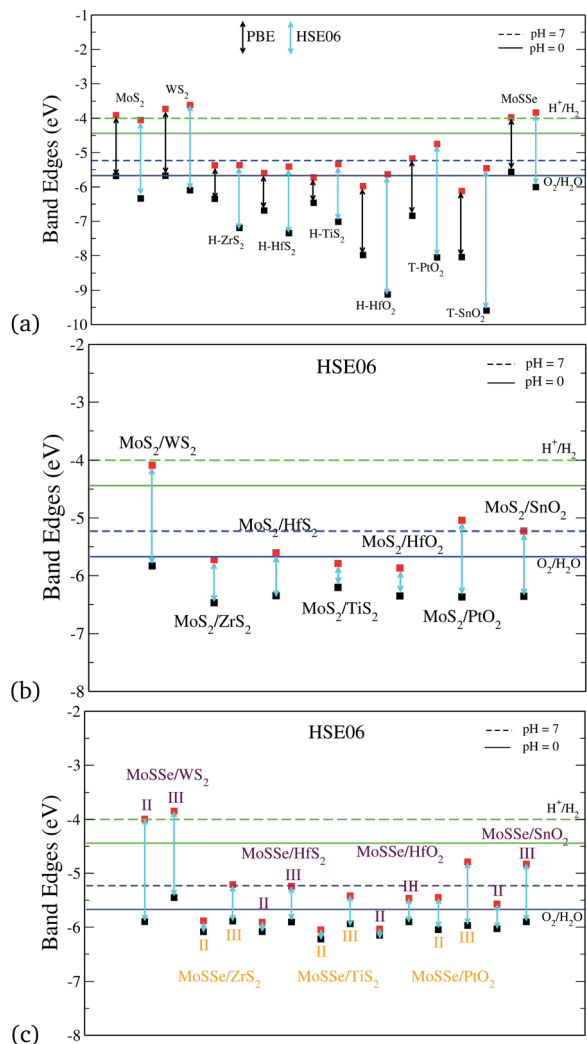 -1
-2
-3
-4
-5
-6
-7
-8
-9
-10
Band Edges (eV)
PBE
HSE06
pH = 7
pH = 0
MoS2
WS2
MoSSe
H+/H2
O2/H2O
H-ZrS2
H-HfS2
H-TiS2
H-HfO2
T-PtO2
T-SnO2
(a)
-2
-3
-4
-5
-6
-7
-8
Band Edges (eV)
HSE06
pH = 7
pH = 0
H+/H2
MoS2/WS2
MoS2/HfS2
MoS2/HfO2
MoS2/SnO2
O2/H2O
MoS2/ZrS2
MoS2/TiS2
MoS2/PtO2
(b)
-2
-3
-4
-5
-6
-7
-8
Band Edges (eV)
HSE06
pH = 7
pH = 0
MoSSe/WS2
II
III
H+/H2
MoSSe/HfS2
MoSSe/HfO2
MoSSe/SnO2
II
III
III
II
III
O2/H2O
II
III
II
II
III
II
III
MoSSe/ZrS2
MoSSe/TiS2
MoSSe/PtO2
(c)